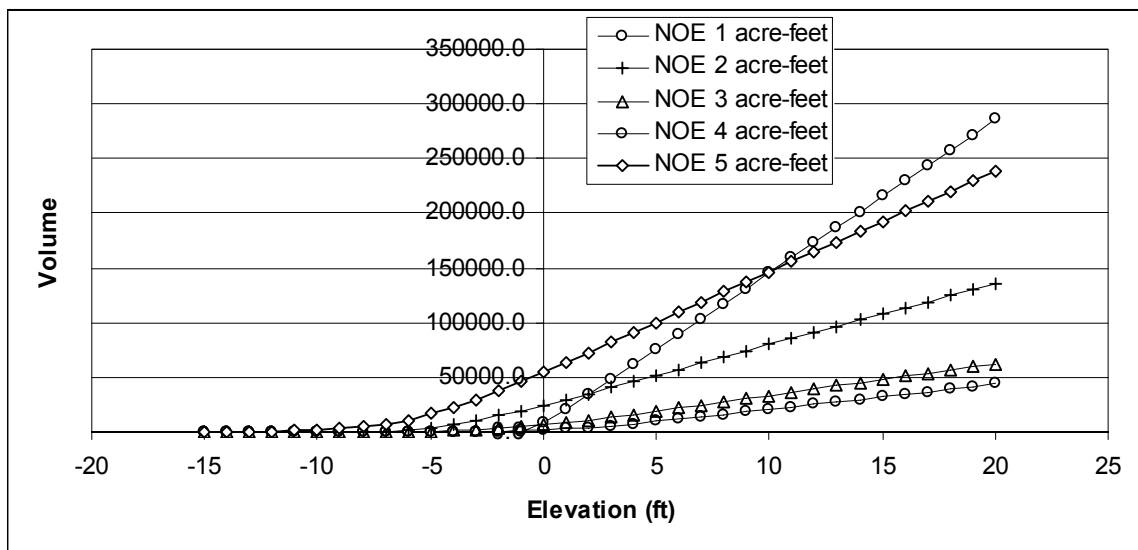 350000.0
300000.0
250000.0
200000.0
150000.0
100000.0
50000.0
Volume
NOE 1 acre-feet
NOE 2 acre-feet
NOE 3 acre-feet
NOE 4 acre-feet
NOE 5 acre-feet
-20 -15 -10 -5 0 5 10 15 20 25
Elevation (ft)